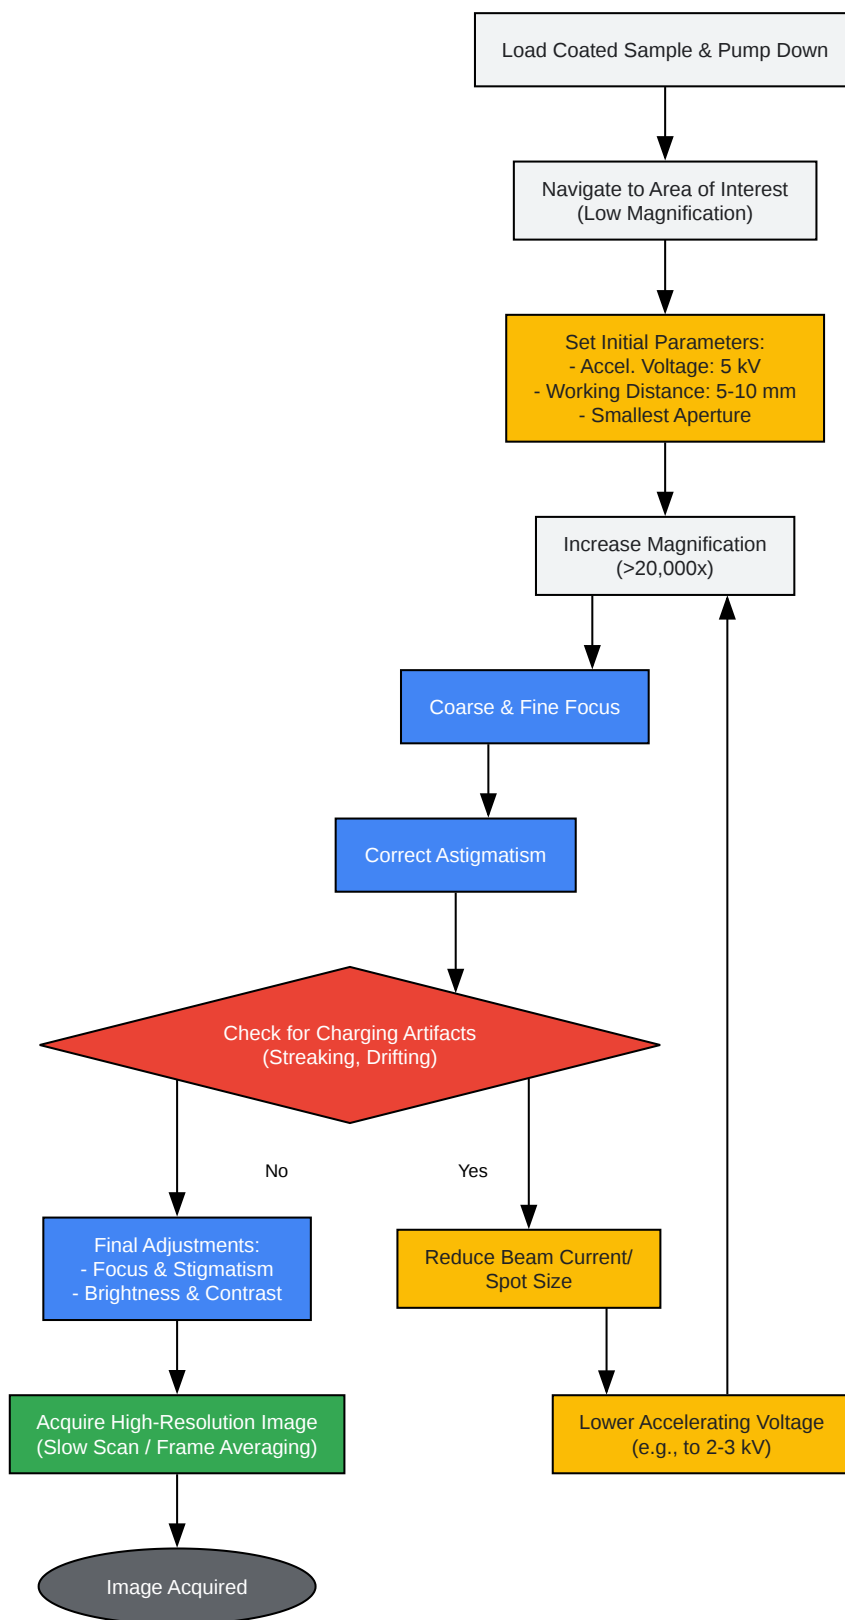 Load Coated Sample & Pump Down
Navigate to Area of Interest
(Low Magnification)
Set Initial Parameters:
- Accel. Voltage: 5 kV
- Working Distance: 5-10 mm
- Smallest Aperture
Increase Magnification
(>20,000x)
Coarse & Fine Focus
Correct Astigmatism
Check for Charging Artifacts
(Streaking, Drifting)
No
Yes
Final Adjustments:
- Focus & Stigmatism
- Brightness & Contrast
Reduce Beam Current/
Spot Size
Acquire High-Resolution Image
(Slow Scan / Frame Averaging)
Lower Accelerating Voltage
(e.g., to 2-3 kV)
Image Acquired